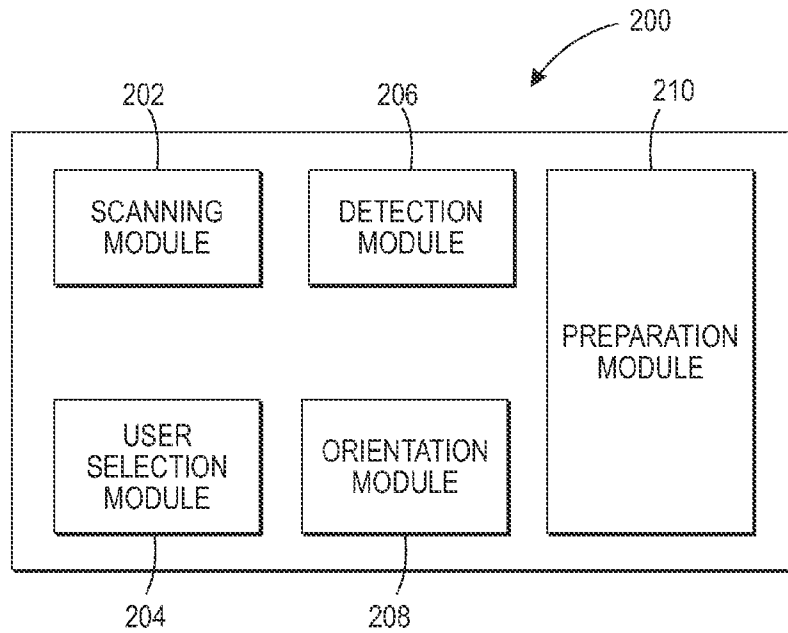 200
202
206
210
SCANNING
MODULE
DETECTION
MODULE
PREPARATION
MODULE
USER
SELECTION
MODULE
ORIENTATION
MODULE
204
208